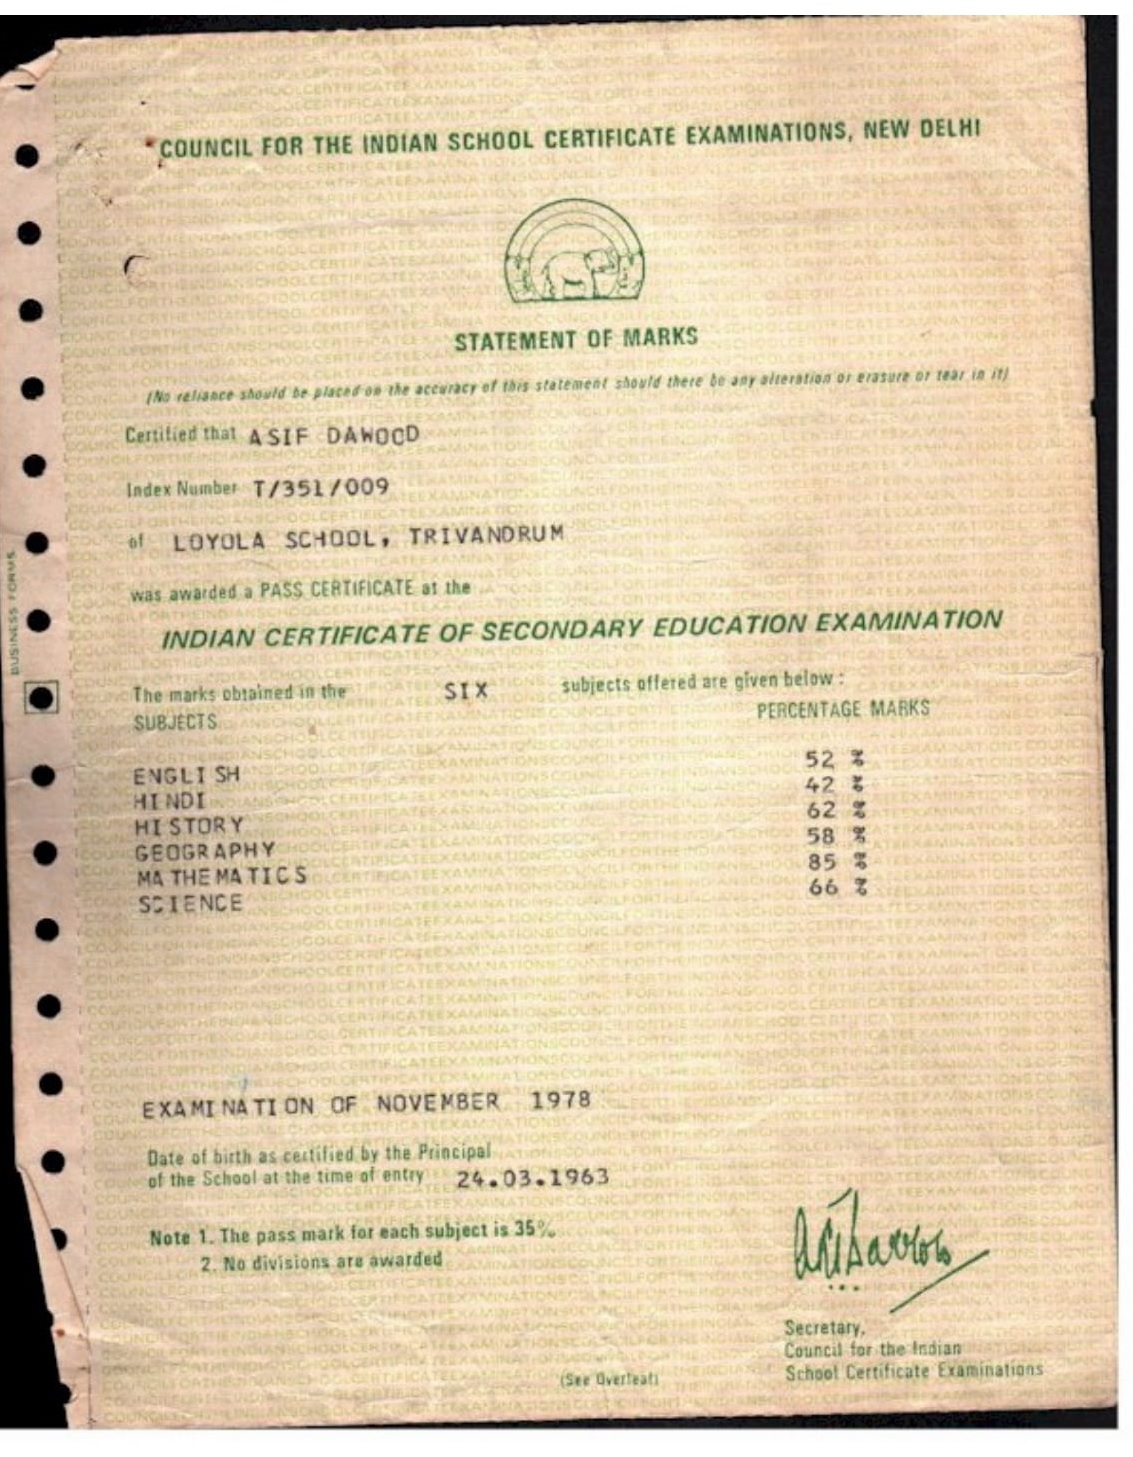 COUNCIL FOR THE INDIAN SCHOOL CERTIFICATE EXAMINATIONS, NEW DELHI
STATEMENT OF MARKS
(No reliance should be placed on the accuracy of this statement should there be any alteration or erasure or tear in it)
Certified that ASIF DAWOOD
Index Number T/351/009
of LOYOLA SCHOOL, TRIVANDRUM
was awarded a PASS CERTIFICATE at the
INDIAN CERTIFICATE OF SECONDARY EDUCATION EXAMINATION
The marks obtained in the SIX subjects offered are given below :
SUBJECTS PERCENTAGE MARKS
ENGLISH 52 %
HINDI 42 %
HISTORY 62 %
GEOGRAPHY 58 %
MATHEMATICS 85 %
SCIENCE 66 %
EXAMINATION OF NOVEMBER 1978
Date of birth as certified by the Principal
of the School at the time of entry 24.03.1963
Note 1. The pass mark for each subject is 35%
2. No divisions are awarded
Secretary,
Council for the Indian
School Certificate Examinations
(See Overleaf)
BUSINESS FORMS